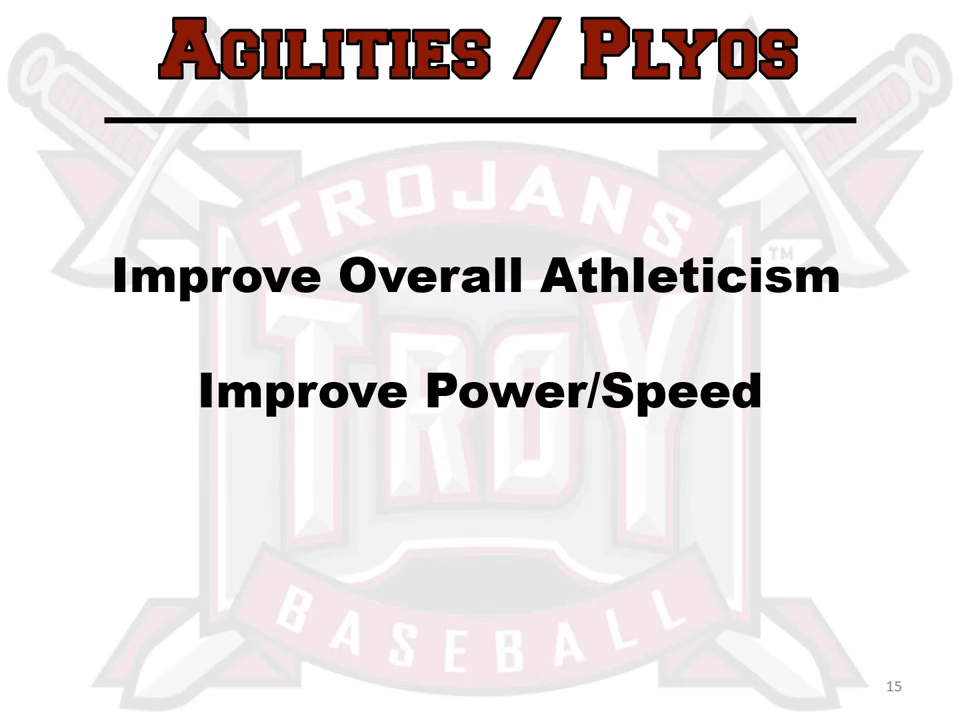 AGILITIES / PLYOS
TROJANS
TM
Improve Overall Athleticism
TROY
Improve Power/Speed
BASEBALL
15